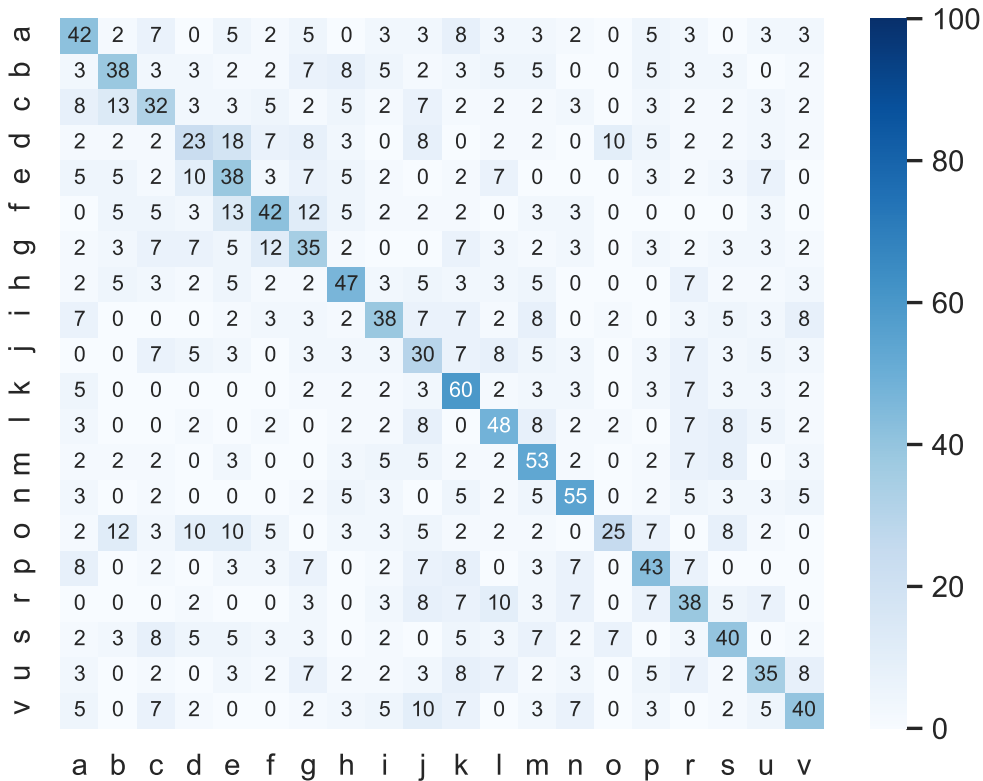 a 42 2 7 0 5 2 5 0 3 3 8 3 3 2 0 5 3 0 3 3
b 3 38 3 3 2 2 7 8 5 2 3 5 5 0 0 5 3 3 0 2
c 8 13 32 3 3 5 2 5 2 7 2 2 2 3 0 3 2 2 3 2
d 2 2 2 23 18 7 8 3 0 8 0 2 2 0 10 5 2 2 3 2
e 5 5 2 10 38 3 7 5 2 0 2 7 0 0 0 3 2 3 7 0
f 0 5 5 3 13 42 12 5 2 2 2 0 3 3 0 0 0 0 3 0
g 2 3 7 7 5 12 35 2 0 0 7 3 2 3 0 3 2 3 3 2
h 2 5 3 2 5 2 2 47 3 5 3 3 5 0 0 0 7 2 2 3
i 7 0 0 0 2 3 3 2 38 7 7 2 8 0 2 0 3 5 3 8
j 0 0 7 5 3 0 3 3 3 30 7 8 5 3 0 3 7 3 5 3
k 5 0 0 0 0 0 2 2 2 3 60 2 3 3 0 3 7 3 3 2
l 3 0 0 2 0 2 0 2 2 8 0 48 8 2 2 0 7 8 5 2
m 2 2 2 0 3 0 0 3 5 5 2 2 53 2 0 2 7 8 0 3
n 3 0 2 0 0 0 2 5 3 0 5 2 5 55 0 2 5 3 3 5
o 2 12 3 10 10 5 0 3 3 5 2 2 2 0 25 7 0 8 2 0
p 8 0 2 0 3 3 7 0 2 7 8 0 3 7 0 43 7 0 0 0
r 0 0 0 2 0 0 3 0 3 8 7 10 3 7 0 7 38 5 7 0
s 2 3 8 5 5 3 3 0 2 0 5 3 7 2 7 0 3 40 0 2
u 3 0 2 0 3 2 7 2 2 3 8 7 2 3 0 5 7 2 35 8
v 5 0 7 2 0 0 2 3 5 10 7 0 3 7 0 3 0 2 5 40
a b c d e f g h i j k l m n o p r s u v
100
80
60
40
20
0